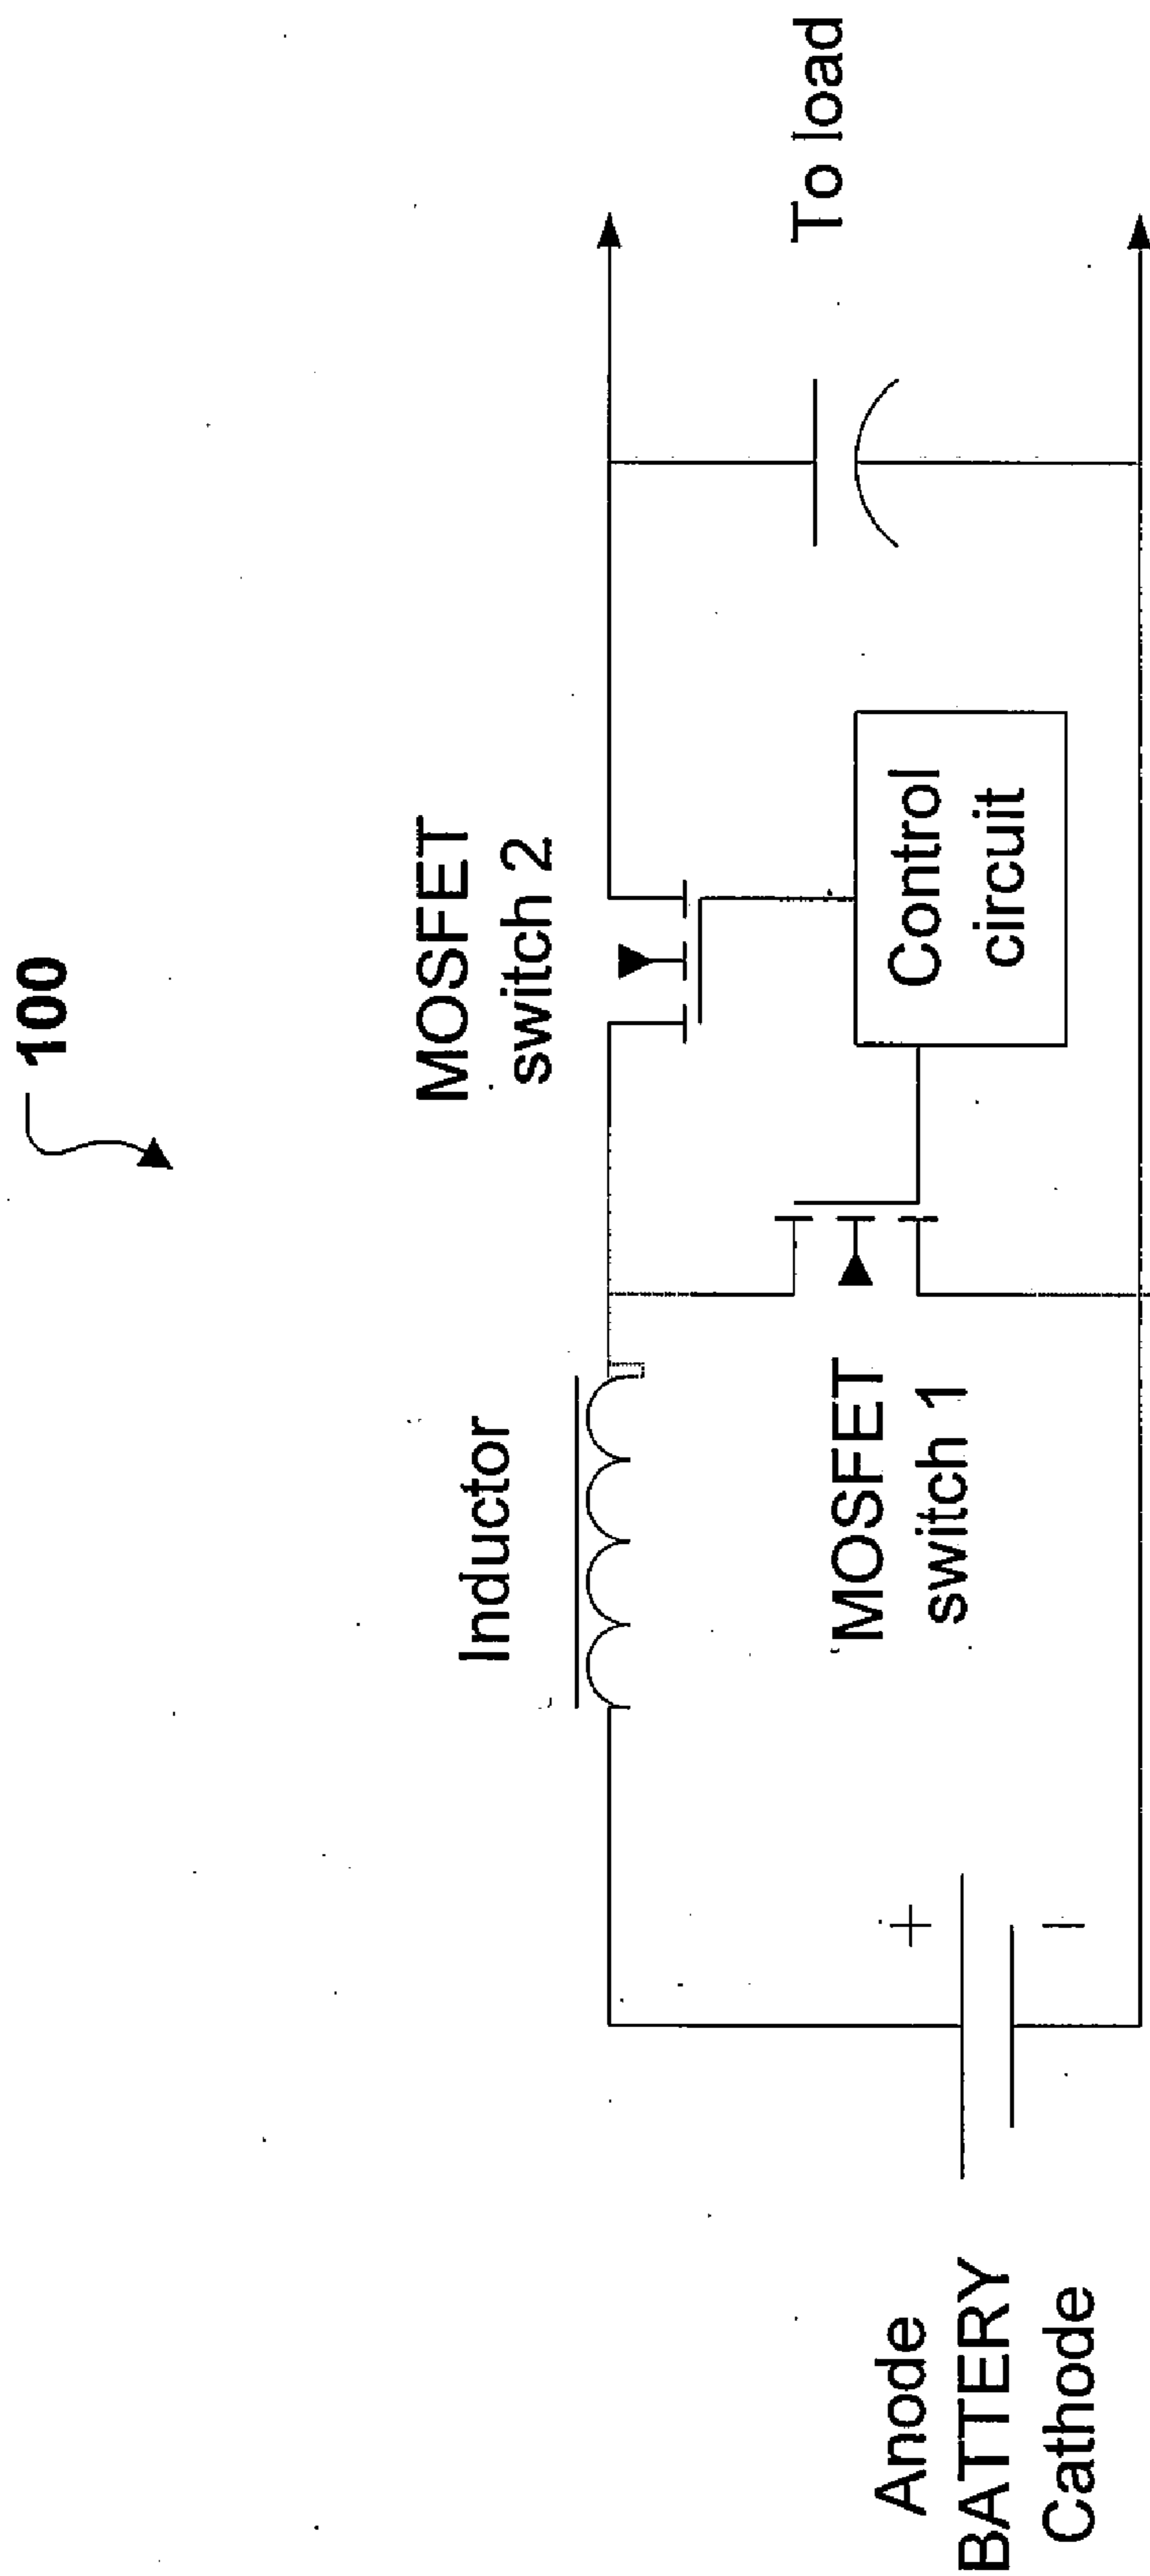 100
MOSFET
switch 2
Inductor
To load
MOSFET
switch 1
Control
circuit
+
Anode
BATTERY
Cathode
−